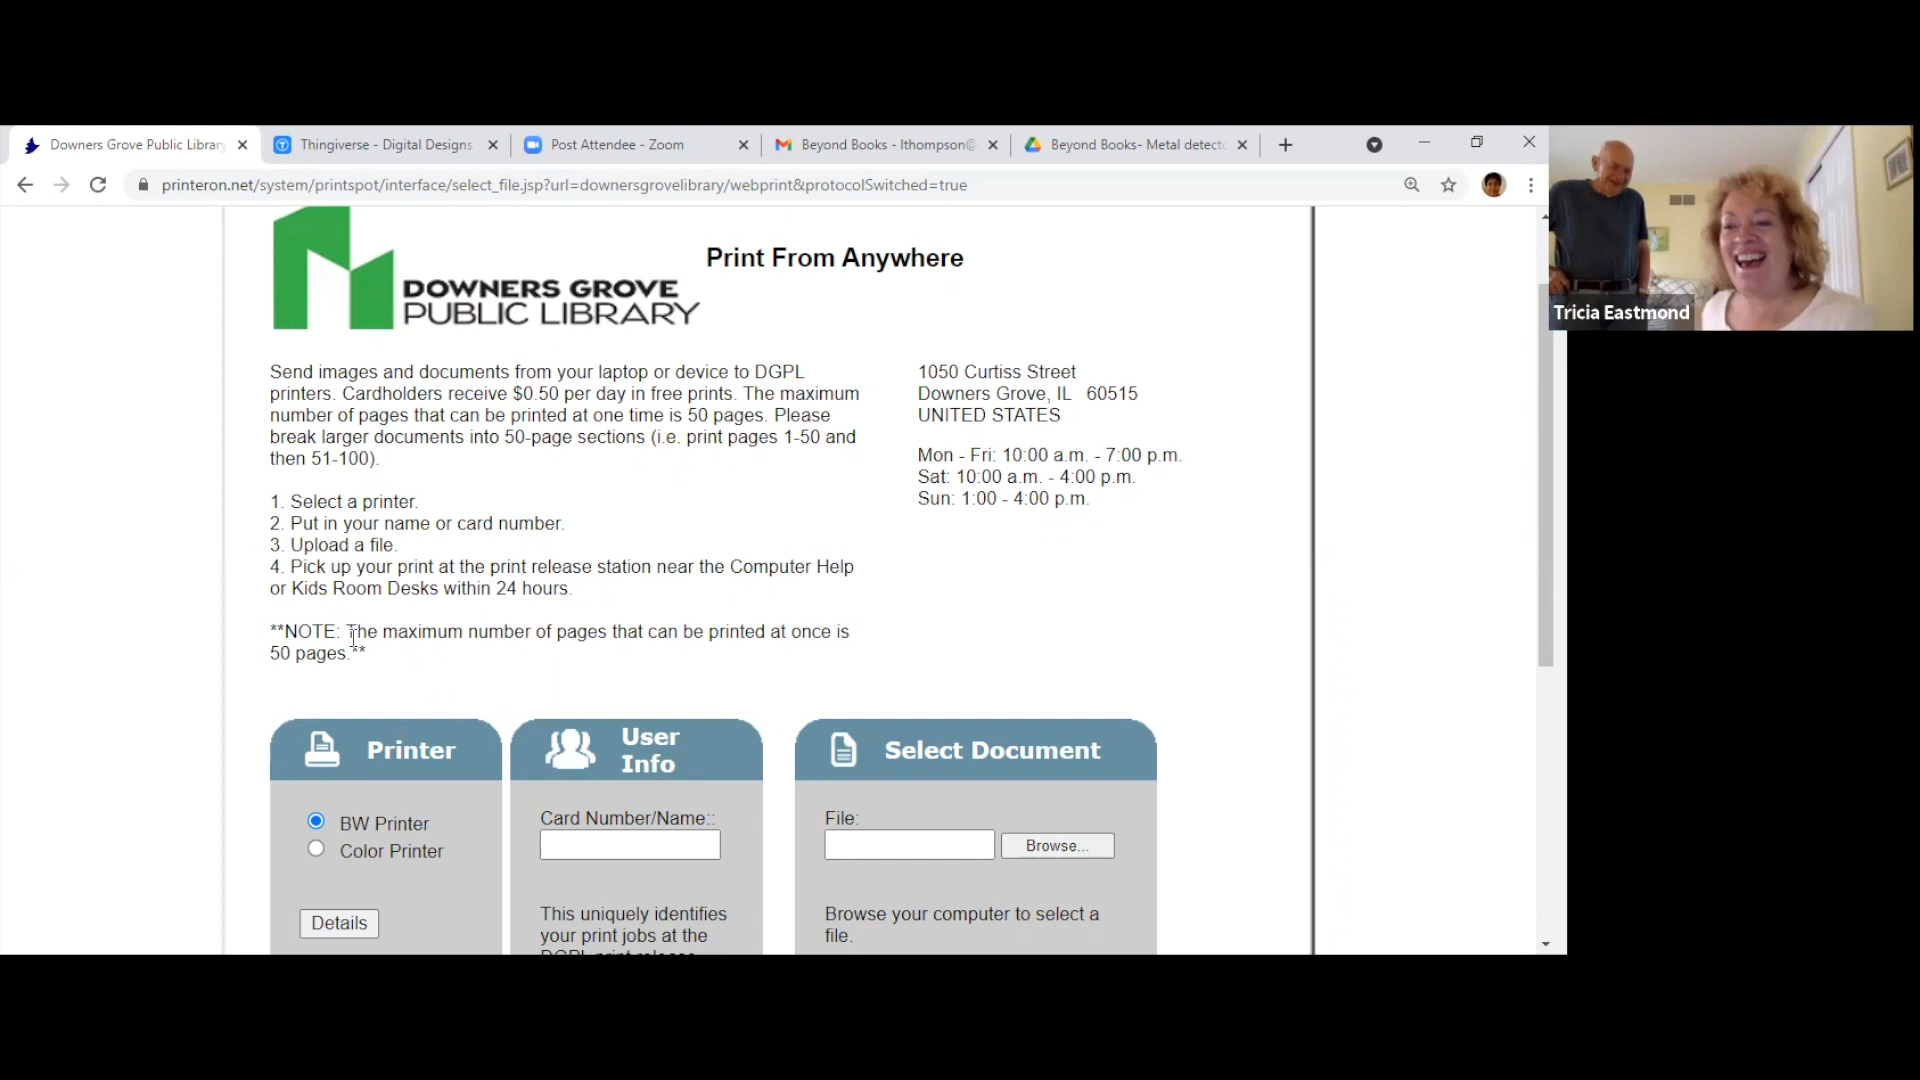 Downers Grove Public Librar
Thingiverse - Digital Designs
Post Attendee - Zoom
Beyond Books - lthompson@
Beyond Books- Metal detecto
printeron.net/system/printspot/interface/select_file.jsp?url=downersgrovelibrary/webprint&protocolSwitched=true
Print From Anywhere
DOWNERS GROVE
PUBLIC LIBRARY
Send images and documents from your laptop or device to DGPL
printers. Cardholders receive $0.50 per day in free prints. The maximum
number of pages that can be printed at one time is 50 pages. Please
break larger documents into 50-page sections (i.e. print pages 1-50 and
then 51-100).
1. Select a printer.
2. Put in your name or card number.
3. Upload a file.
4. Pick up your print at the print release station near the Computer Help
or Kids Room Desks within 24 hours.
**NOTE: The maximum number of pages that can be printed at once is
50 pages.**
1050 Curtiss Street
Downers Grove, IL 60515
UNITED STATES
Mon - Fri: 10:00 a.m. - 7:00 p.m.
Sat: 10:00 a.m. - 4:00 p.m.
Sun: 1:00 - 4:00 p.m.
Tricia Eastmond
Printer
BW Printer
Color Printer
Details
User
Info
Card Number/Name::
This uniquely identifies
your print jobs at the
DGPL print release
Select Document
File:
Browse...
Browse your computer to select a
file.